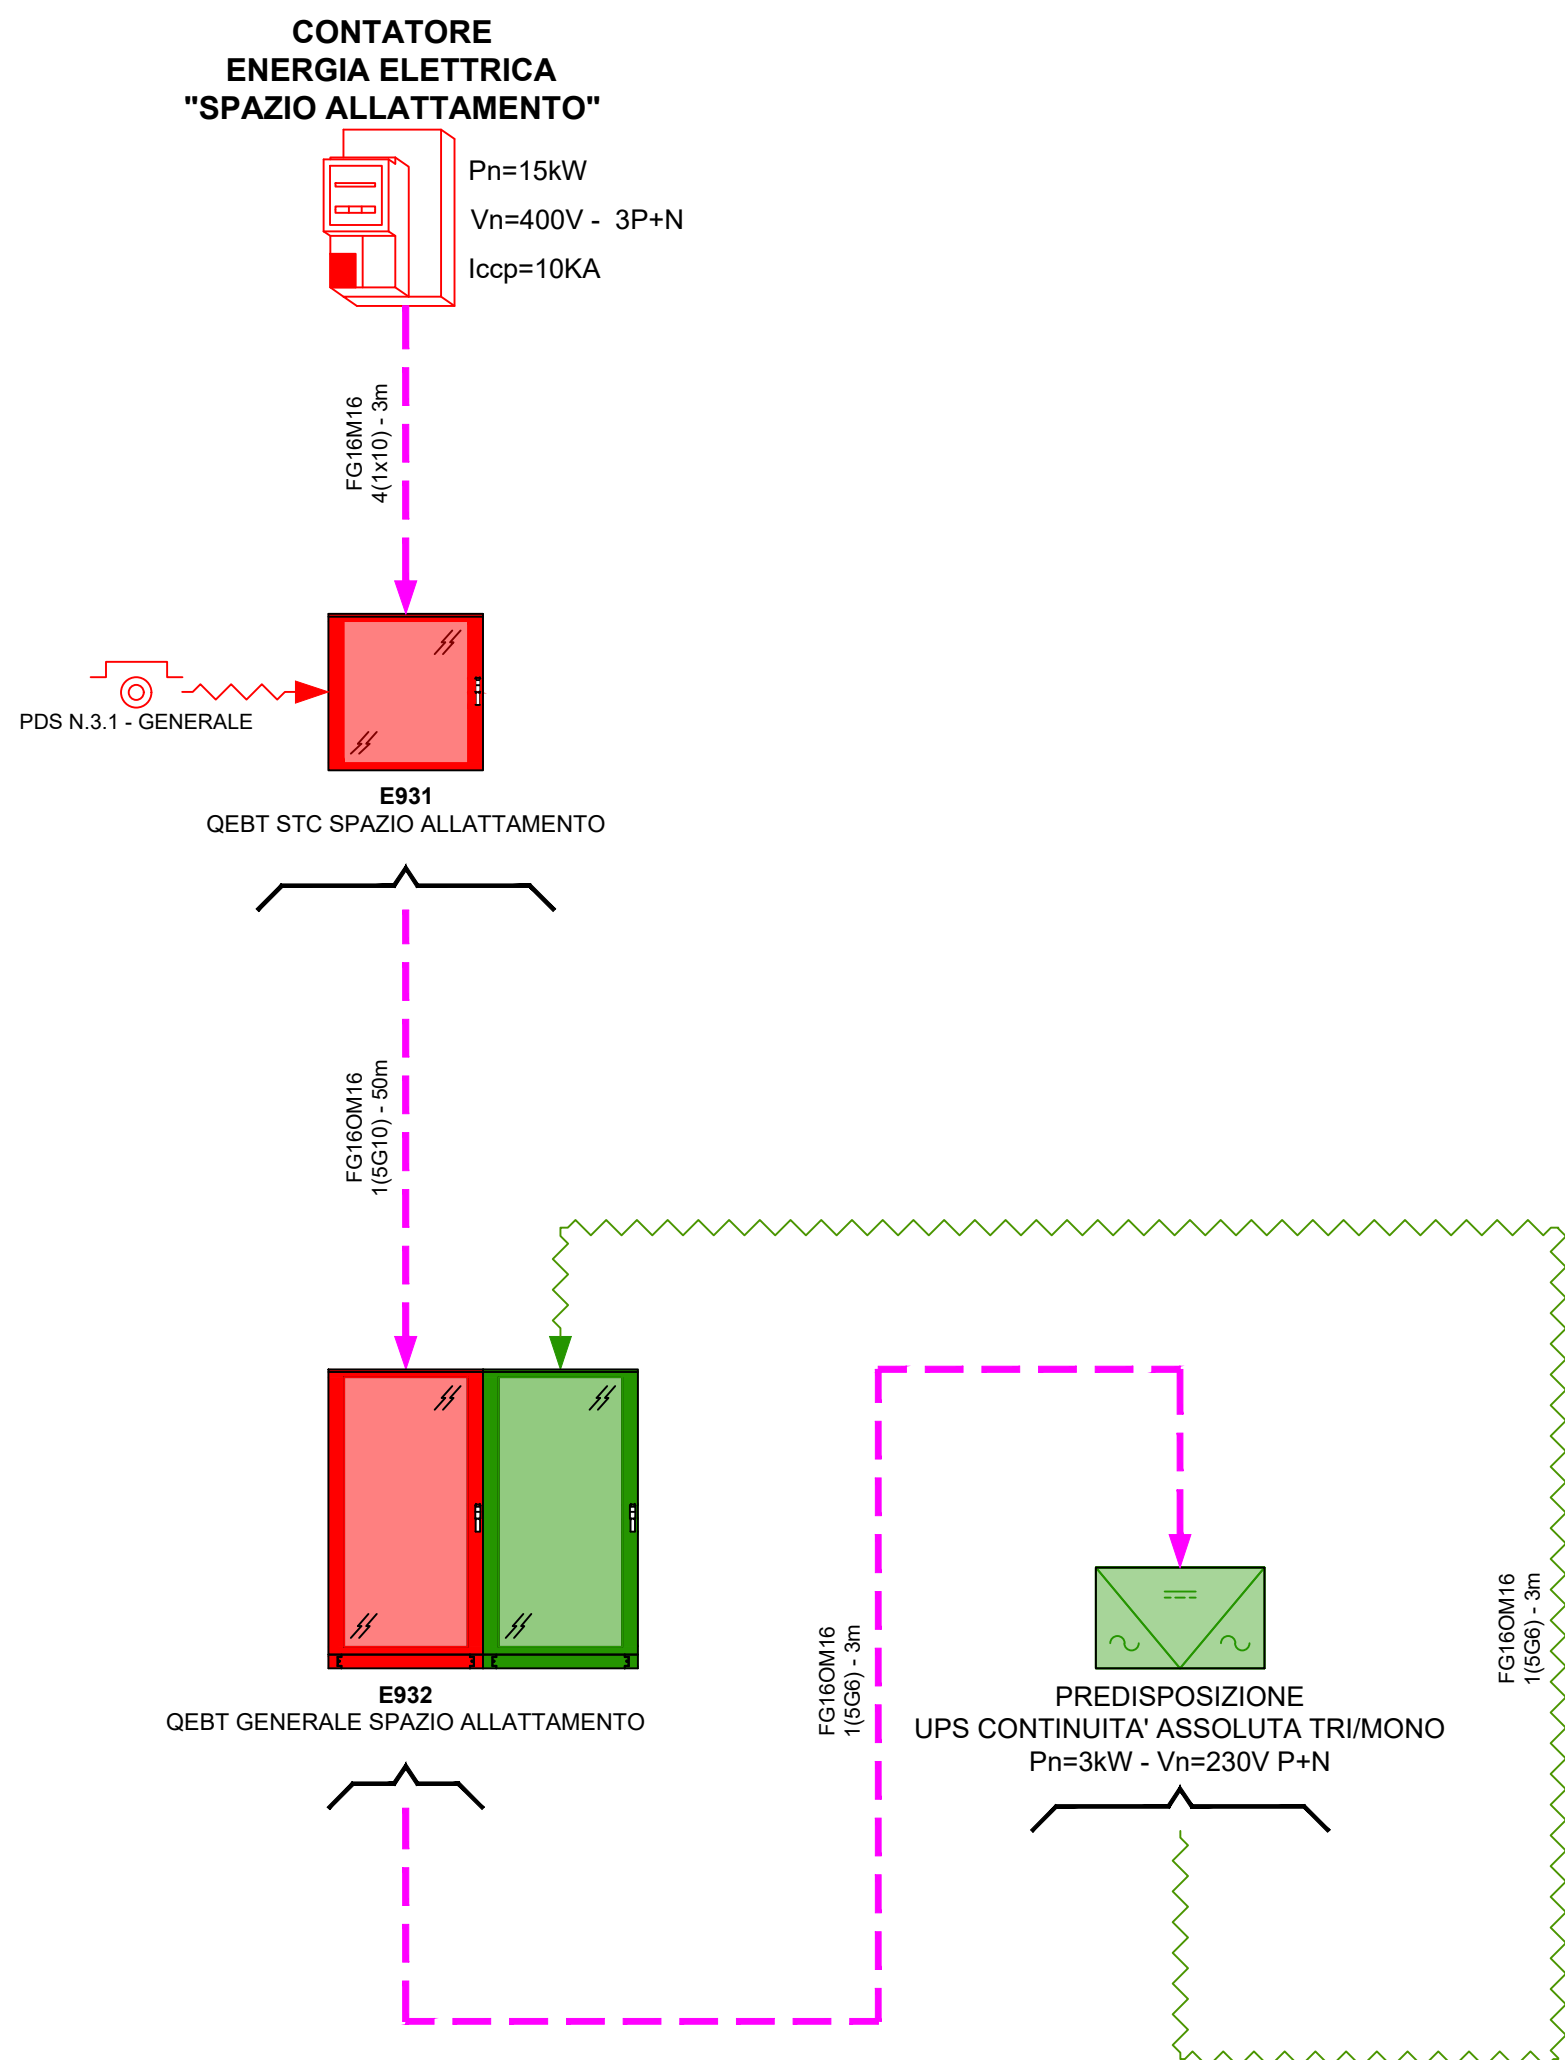 CONTATORE
ENERGIA ELETTRICA
"SPAZIO ALLATTAMENTO"
Pn=15kW
Vn=400V - 3P+N
Iccp=10KA
FG16M16
4(1x10) - 3m
PDS N.3.1 - GENERALE
E931
QEBT STC SPAZIO ALLATTAMENTO
FG16OM16
1(5G10) - 50m
E932
QEBT GENERALE SPAZIO ALLATTAMENTO
FG16OM16
1(5G6) - 3m
PREDISPOSIZIONE
UPS CONTINUITA' ASSOLUTA TRI/MONO
Pn=3kW - Vn=230V P+N
FG16OM16
1(5G6) - 3m